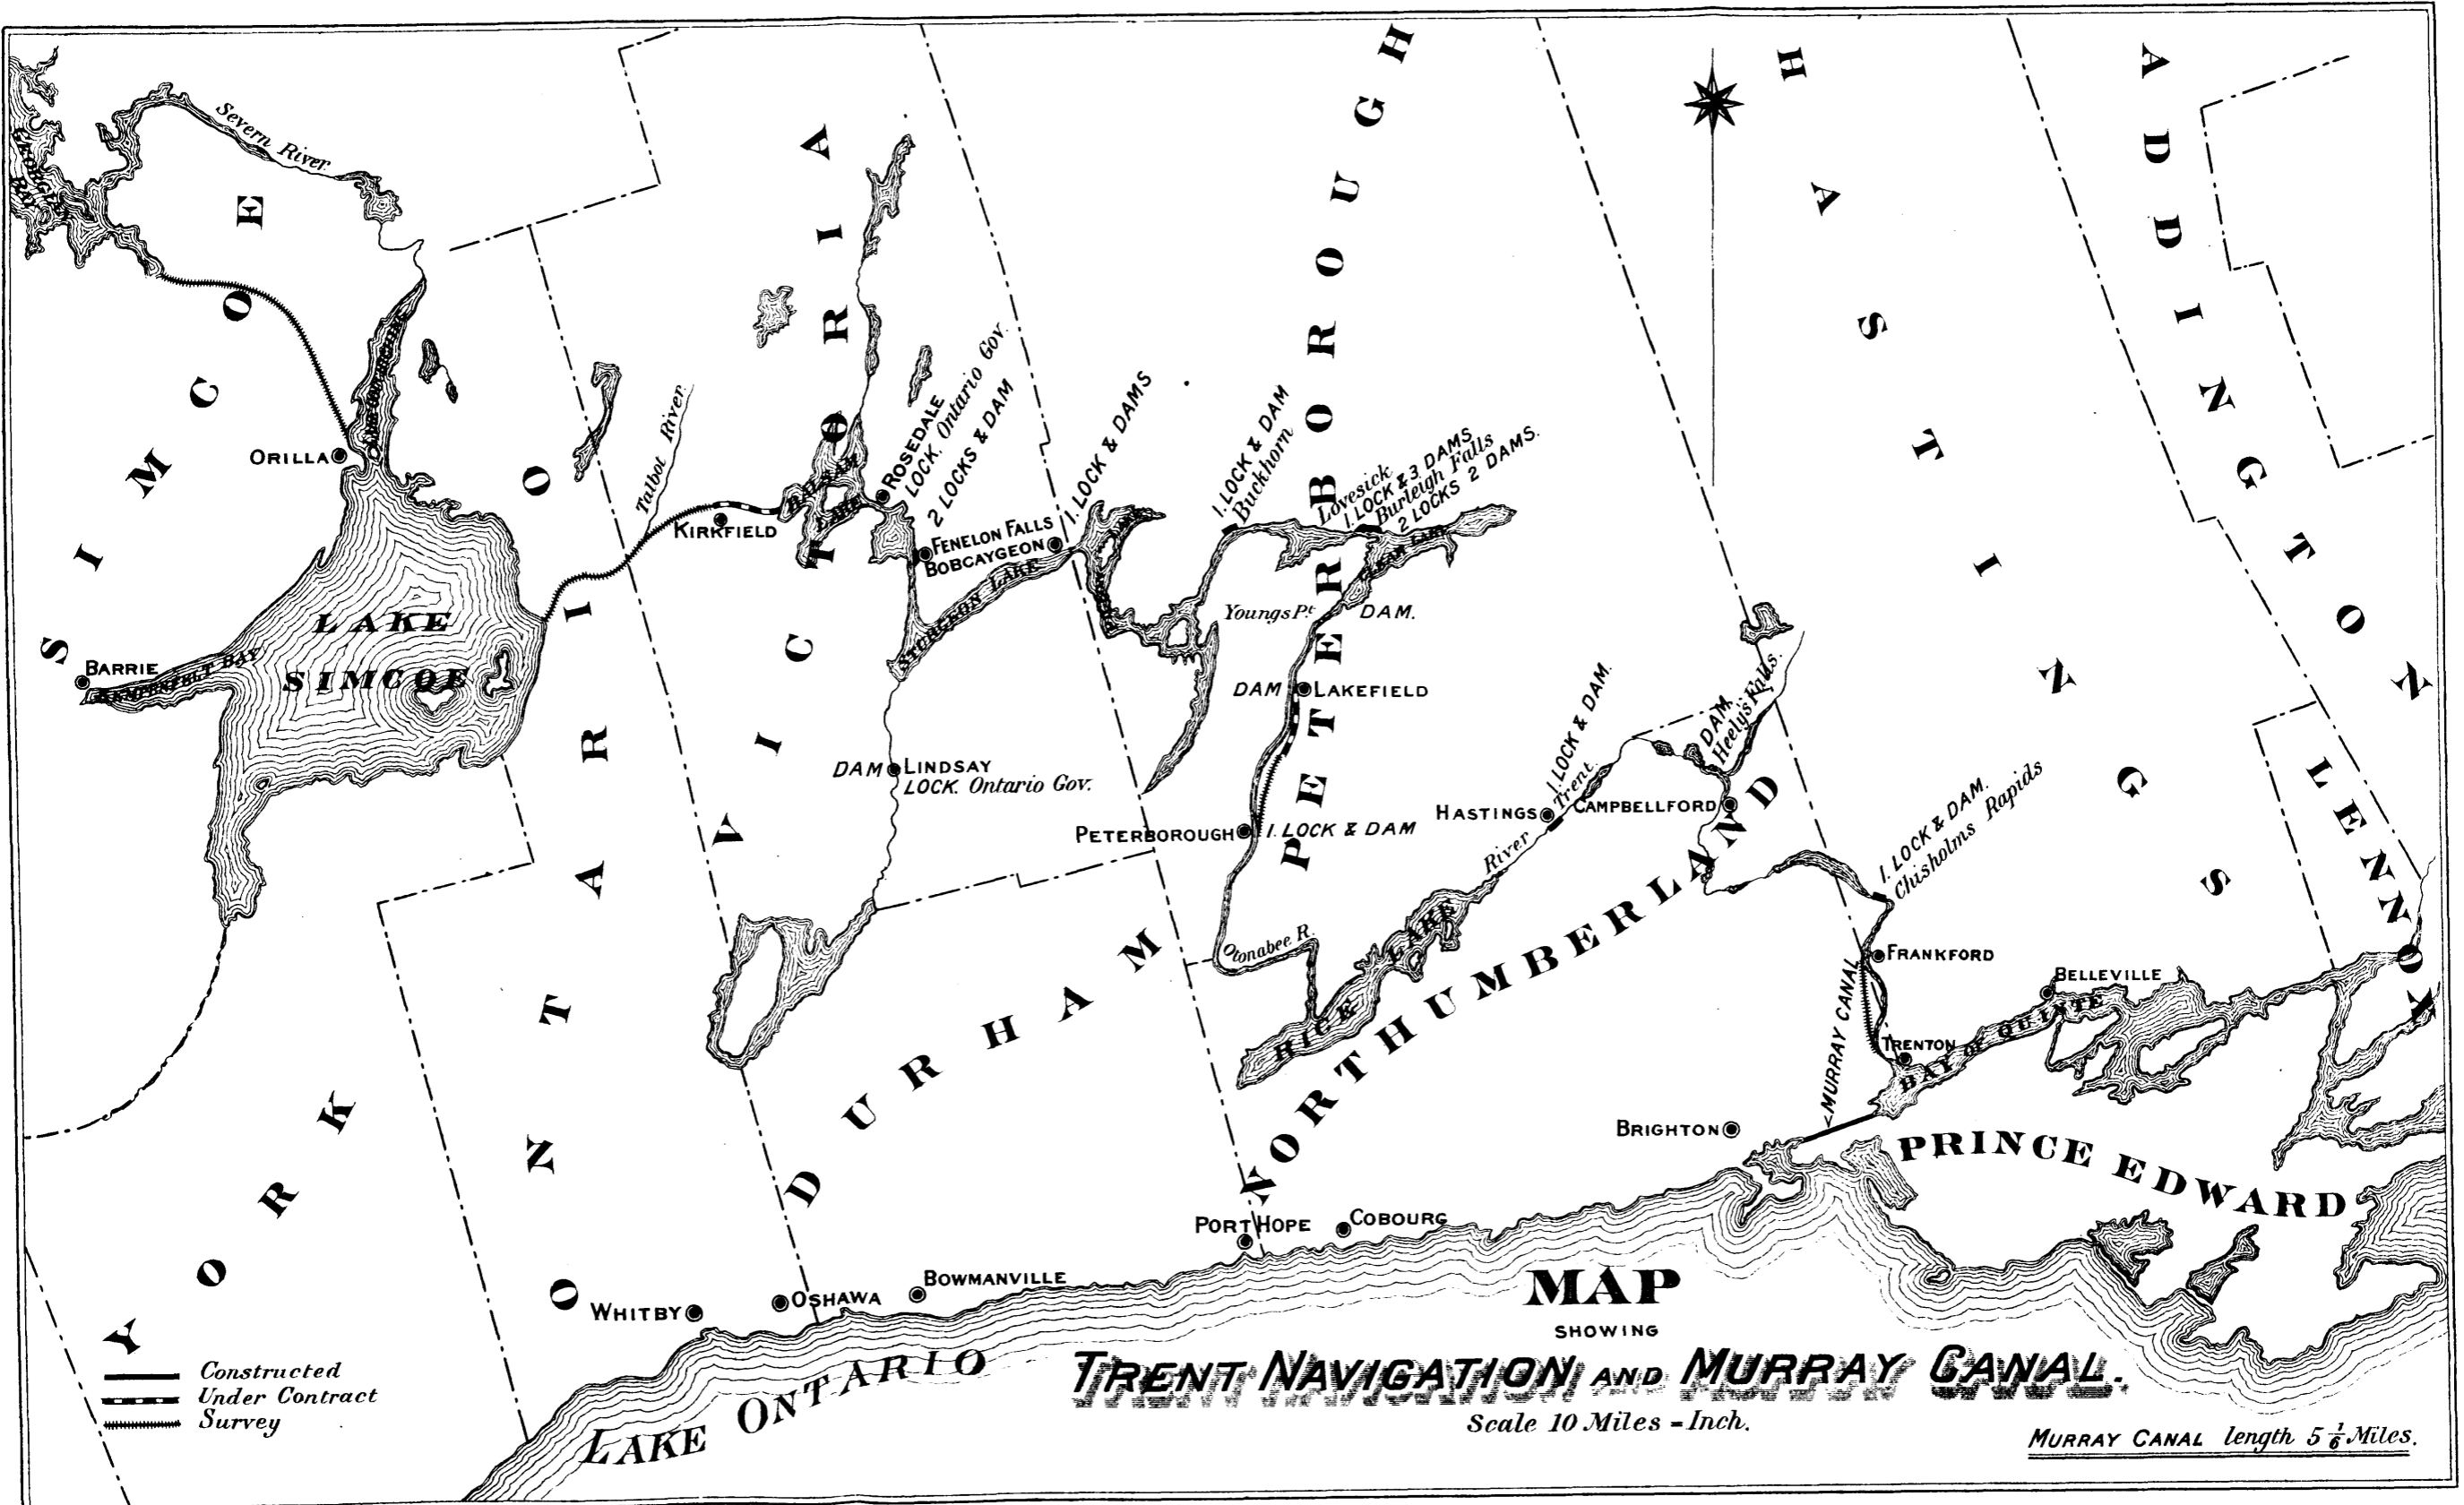 Severn River
SIMCOE
ORILLA
BARRIE
KEMPENFELT BAY
LAKE
SIMCOE
YORK
ONTARIO
Talbot River
KIRKFIELD
VICTORIA
BALSAM
LAKE
ROSEDALE
LOCK. Ontario Gov.
2 LOCKS & DAM
FENELON FALLS
BOBCAYGEON
1. LOCK & DAMS
STURGEON LAKE
DAM
LINDSAY
LOCK. Ontario Gov.
1. LOCK & DAM
Buckhorn
Lovesick
1. LOCK & 3 DAMS
Burleigh Falls
2 LOCKS 2 DAMS.
CLEAR LAKE
Youngs Pt.
DAM.
DAM
LAKEFIELD
PETERBOROUGH
PETERBOROUGH
1. LOCK & DAM
Otonabee R.
RICE LAKE
River Trent
HASTINGS
1. LOCK & DAM.
DAM.
Heely's Falls.
CAMPBELLFORD
1. LOCK & DAM.
Chisholms Rapids
HASTINGS
ADDINGTON
LENNOX
DURHAM
NORTHUMBERLAND
FRANKFORD
BELLEVILLE
TRENTON
BAY OF QUINTE
<MURRAY CANAL
BRIGHTON
PRINCE EDWARD
PORT HOPE
COBOURG
BOWMANVILLE
OSHAWA
WHITBY
LAKE ONTARIO
Constructed
Under Contract
Survey
MAP
SHOWING
TRENT NAVIGATION AND MURRAY CANAL.
Scale 10 Miles = Inch.
MURRAY CANAL length 5 1/6 Miles.